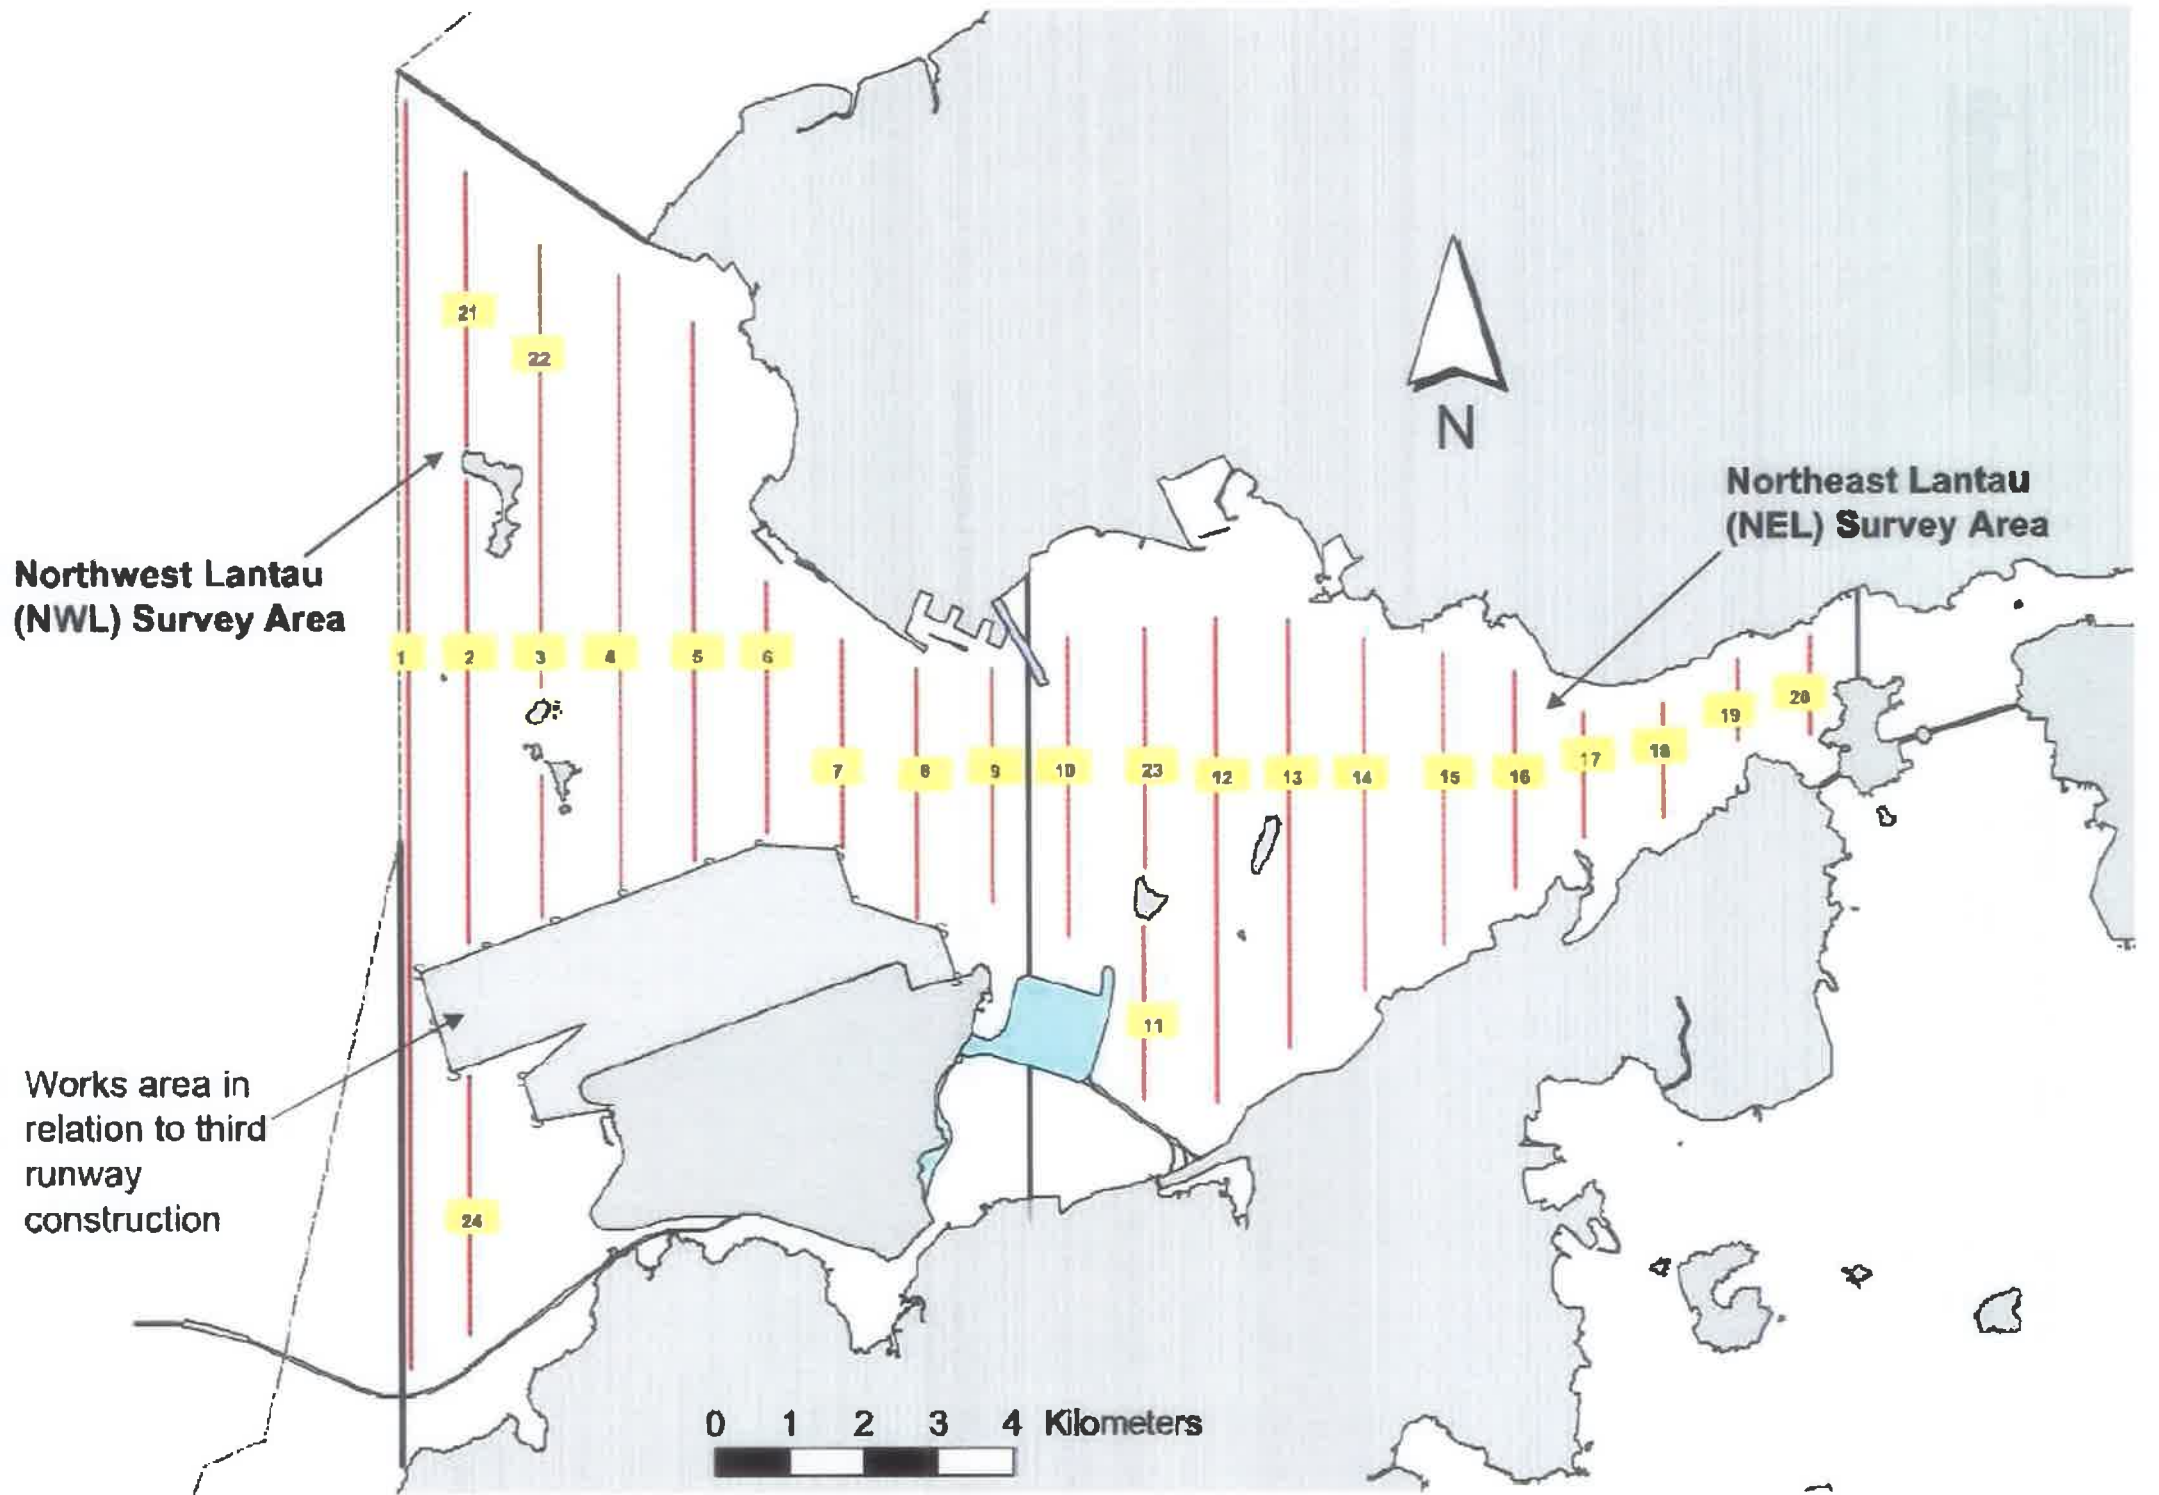 21
22
N
Northeast Lantau
(NEL) Survey Area
Northwest Lantau
(NWL) Survey Area
1 2 3 4 5 6
7 8 9 10 23 12 13 14 15 16 17 18 19 20
11
Works area in
relation to third
runway
construction
24
0 1 2 3 4 Kilometers